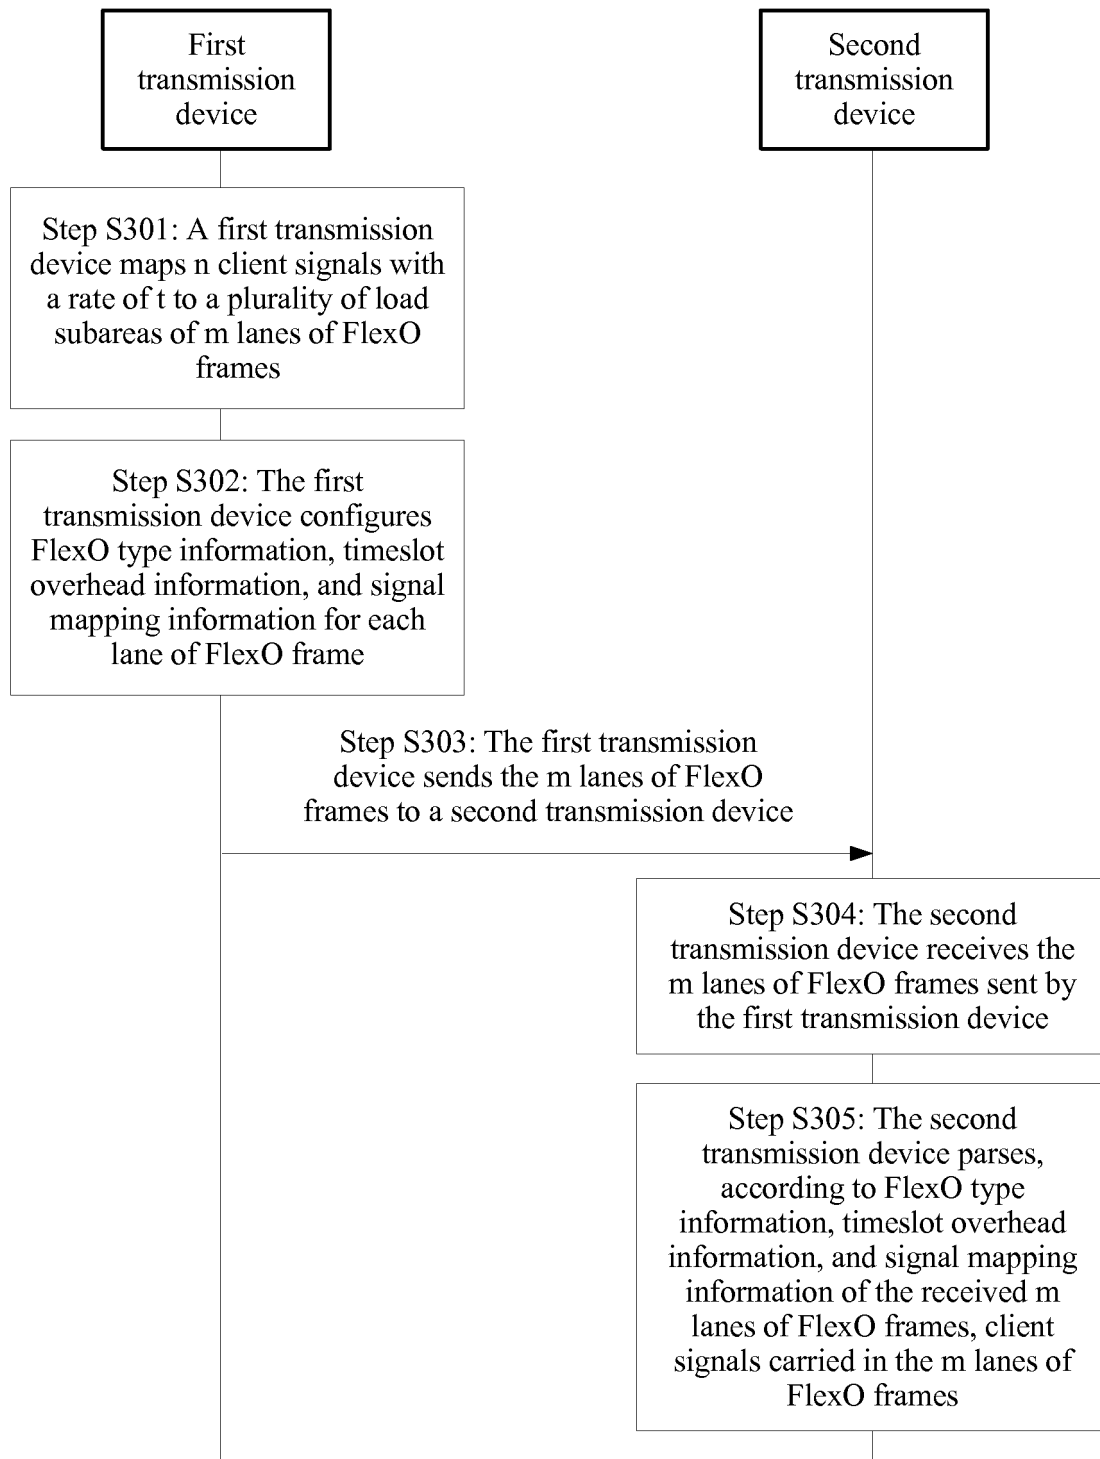 First
transmission
device
Second
transmission
device
Step S301: A first transmission
device maps n client signals with
a rate of t to a plurality of load
subareas of m lanes of FlexO
frames
Step S302: The first
transmission device configures
FlexO type information, timeslot
overhead information, and signal
mapping information for each
lane of FlexO frame
Step S303: The first transmission
device sends the m lanes of FlexO
frames to a second transmission device
Step S304: The second
transmission device receives the
m lanes of FlexO frames sent by
the first transmission device
Step S305: The second
transmission device parses,
according to FlexO type
information, timeslot overhead
information, and signal mapping
information of the received m
lanes of FlexO frames, client
signals carried in the m lanes of
FlexO frames